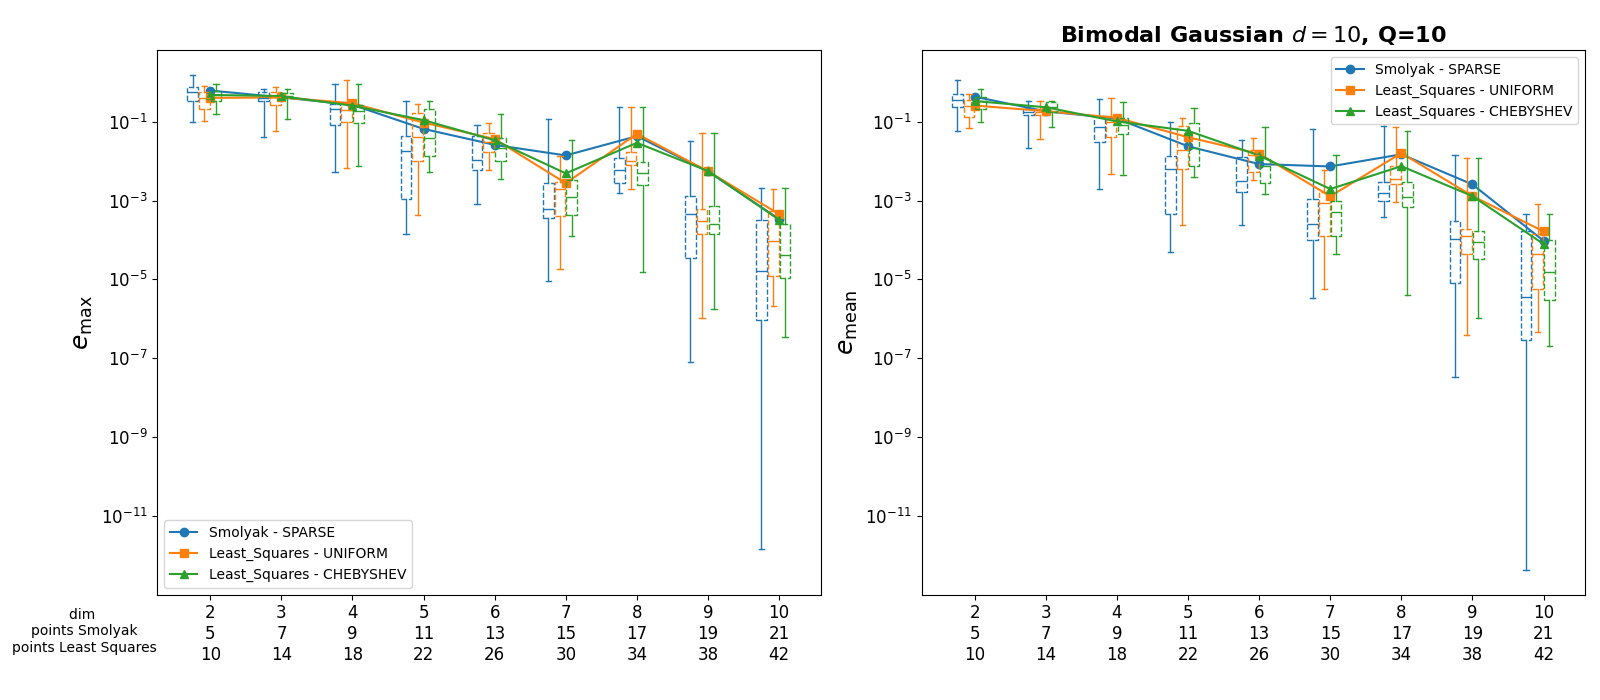 Bimodal Gaussian d = 10, Q=10
e_max
10^{-1}
10^{-3}
10^{-5}
10^{-7}
10^{-9}
10^{-11}
Smolyak - SPARSE
Least_Squares - UNIFORM
Least_Squares - CHEBYSHEV
dim 2 3 4 5 6 7 8 9 10
points Smolyak 5 7 9 11 13 15 17 19 21
points Least Squares 10 14 18 22 26 30 34 38 42
e_mean
10^{-1}
10^{-3}
10^{-5}
10^{-7}
10^{-9}
10^{-11}
Smolyak - SPARSE
Least_Squares - UNIFORM
Least_Squares - CHEBYSHEV
2 3 4 5 6 7 8 9 10
5 7 9 11 13 15 17 19 21
10 14 18 22 26 30 34 38 42